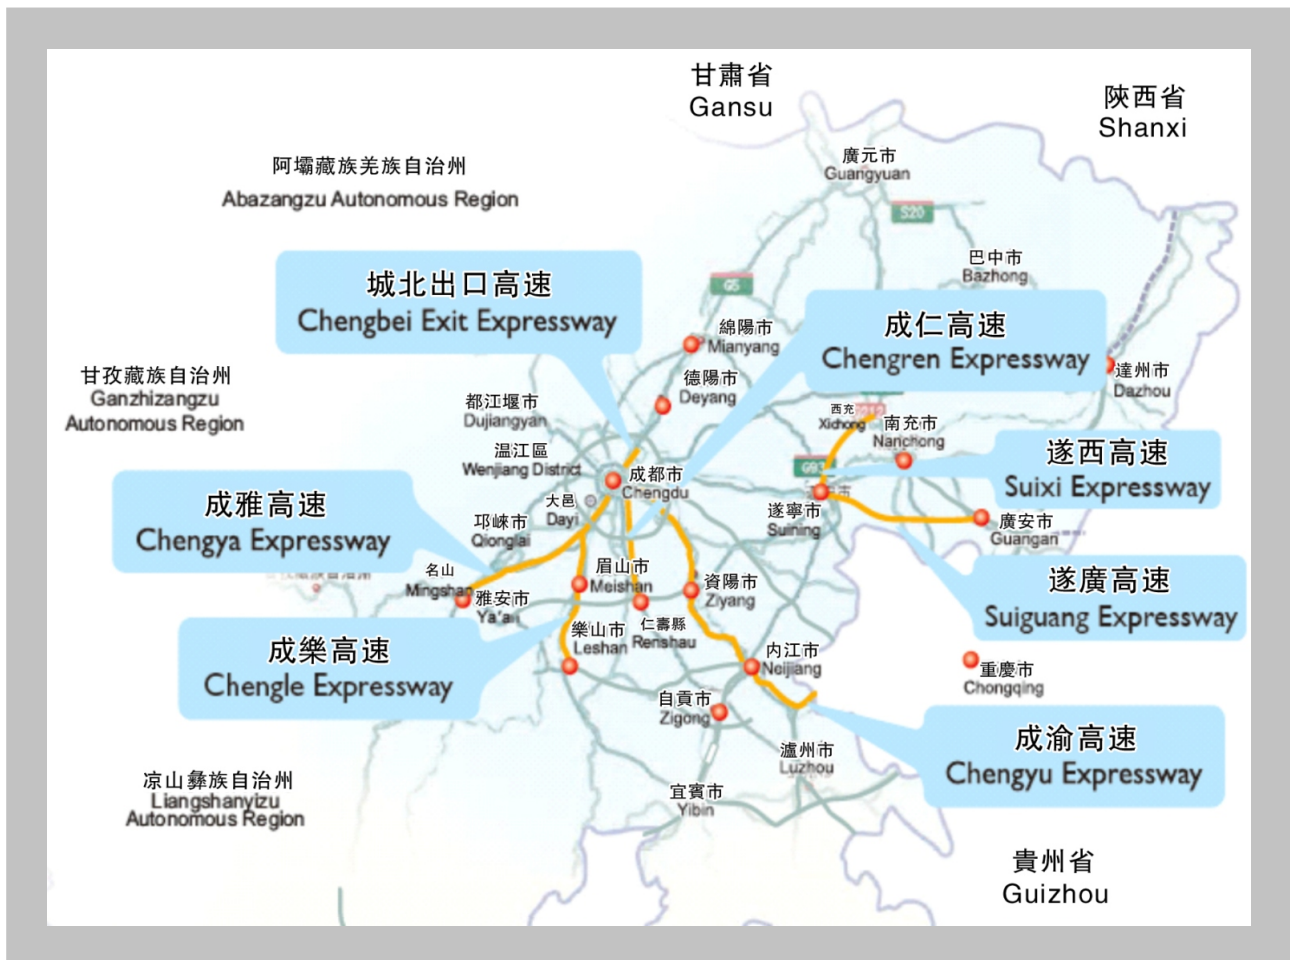 甘肅省
Gansu
陝西省
Shanxi
廣元市
Guangyuan
阿壩藏族羌族自治州
Abazangzu Autonomous Region
S20
巴中市
Bazhong
城北出口高速
Chengbei Exit Expressway
G5
成仁高速
Chengren Expressway
綿陽市
Mianyang
甘孜藏族自治州
Ganzhizangzu
Autonomous Region
德陽市
Deyang
達州市
Dazhou
都江堰市
Dujiangyan
西充
Xichong
南充市
Nanchong
温江區
Wenjiang District
成都市
Chengdu
G93
遂西高速
Suixi Expressway
成雅高速
Chengya Expressway
大邑
Dayi
遂寧市
Suining
廣安市
Guangan
邛崍市
Qionglai
名山
Mingshan
雅安市
Ya'an
眉山市
Meishan
資陽市
Ziyang
遂廣高速
Suiguang Expressway
成樂高速
Chengle Expressway
樂山市
Leshan
仁壽縣
Renshau
内江市
Neijiang
重慶市
Chongqing
自貢市
Zigong
成渝高速
Chengyu Expressway
瀘州市
Luzhou
凉山彝族自治州
Liangshanyizu
Autonomous Region
宜賓市
Yibin
貴州省
Guizhou